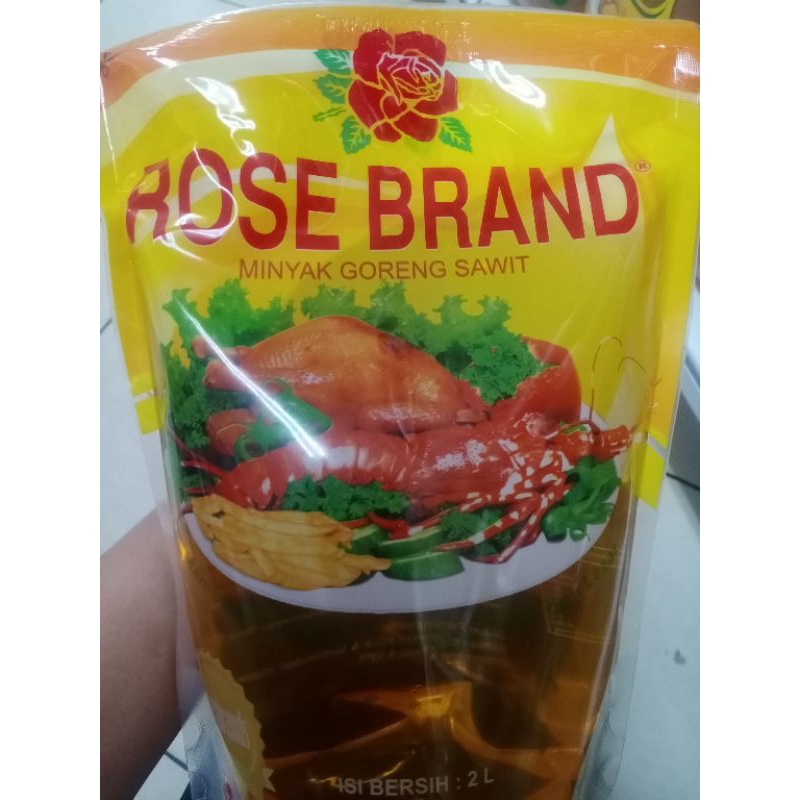 ROSE BRAND®
MINYAK GORENG SAWIT
ISI BERSIH : 2 L